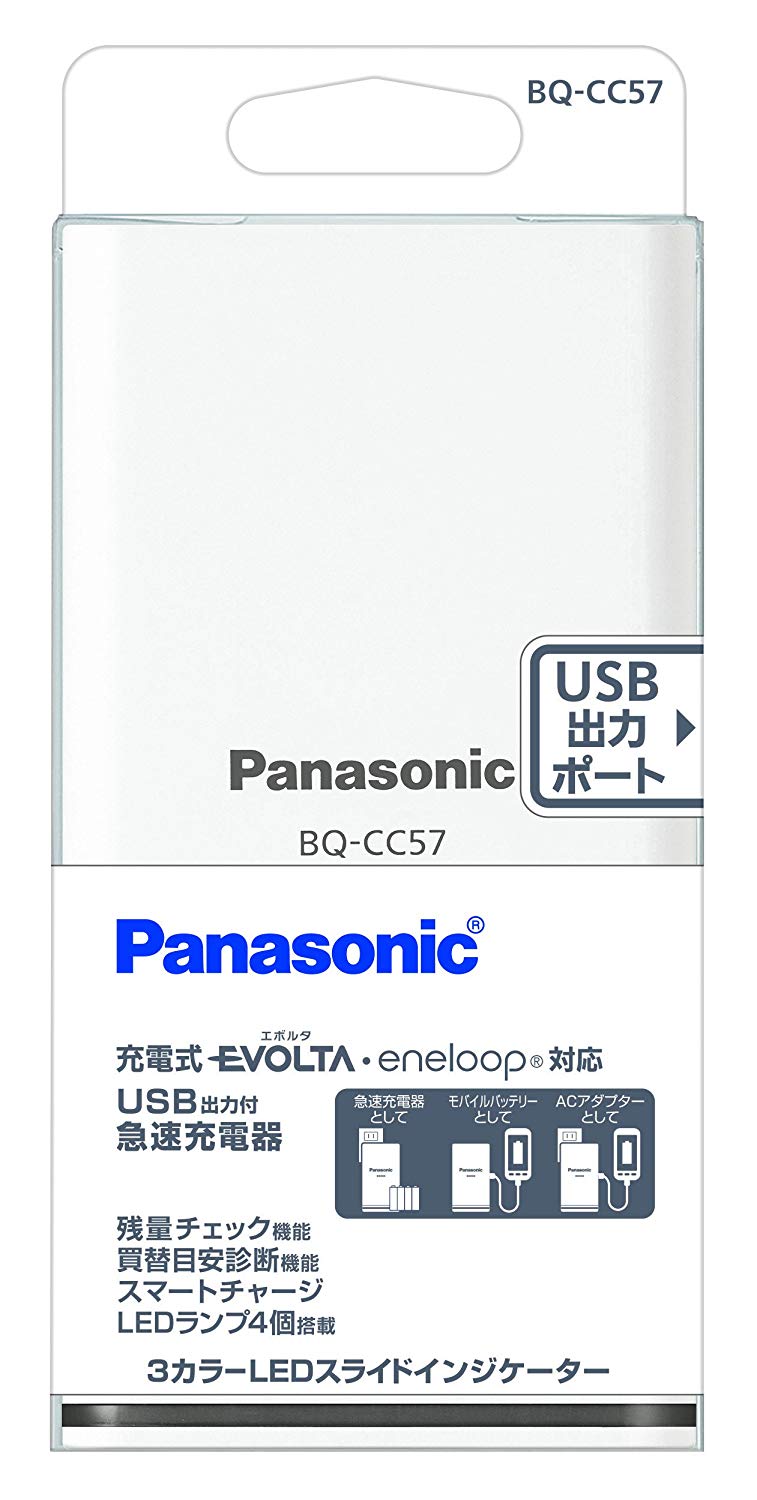 BQ-CC57
USB
出力
ポート
Panasonic
BQ-CC57
Panasonic®
エボルタ
充電式 EVOLTA・eneloop® 対応
USB出力付
急速充電器
急速充電器
として
モバイルバッテリー
として
ACアダプター
として
Panasonic
Panasonic
Panasonic
残量チェック機能
買替目安診断機能
スマートチャージ
LEDランプ4個搭載
3カラーLEDスライドインジケーター